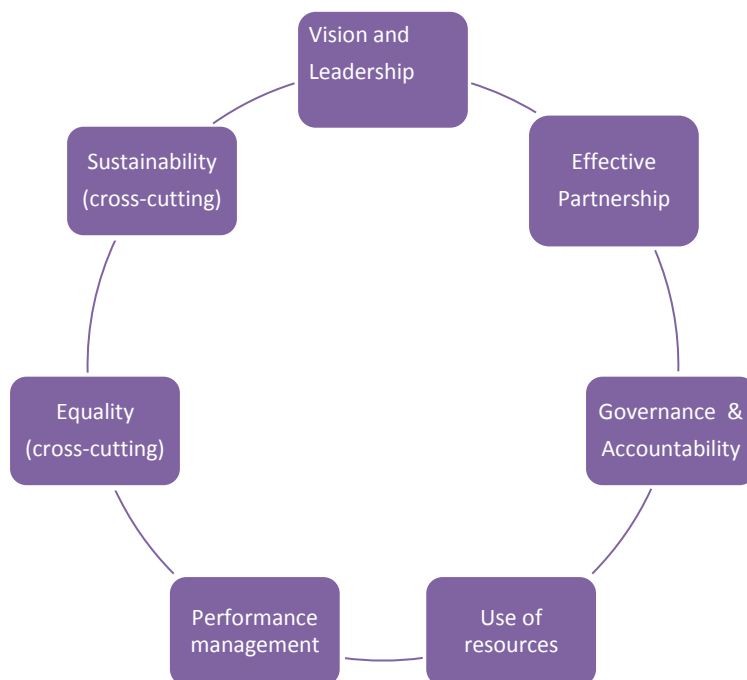 Vision and
Leadership
Effective
Partnership
Governance &
Accountability
Use of
resources
Performance
management
Equality
(cross-cutting)
Sustainability
(cross-cutting)